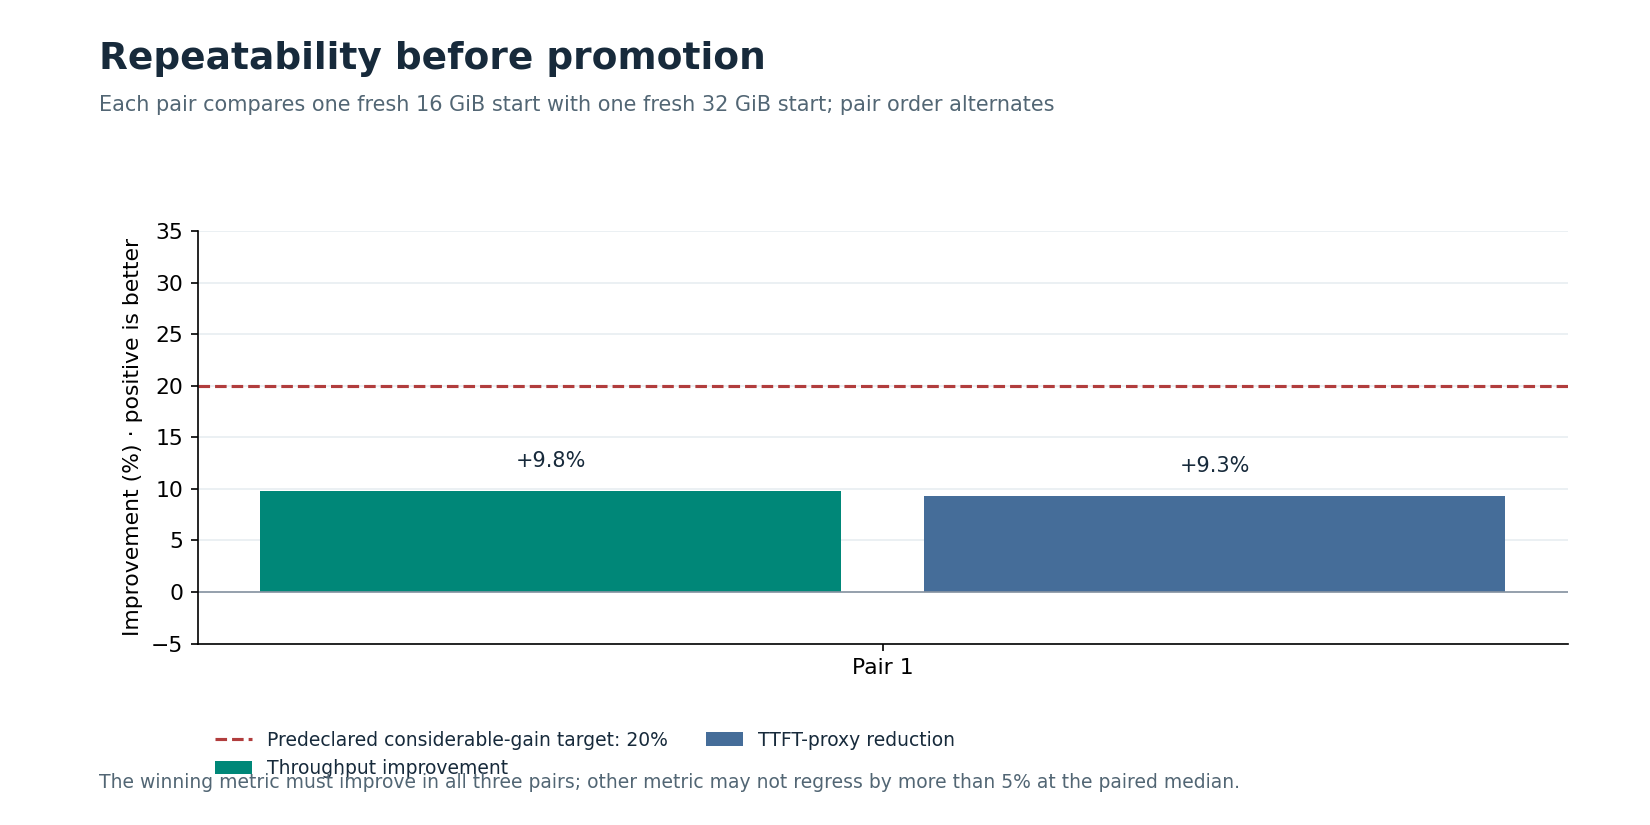 Repeatability before promotion
Each pair compares one fresh 16 GiB start with one fresh 32 GiB start; pair order alternates
Improvement (%) · positive is better
35
30
25
20
15
10
5
0
−5
+9.8%
+9.3%
Pair 1
Predeclared considerable-gain target: 20%
TTFT-proxy reduction
Throughput improvement
The winning metric must improve in all three pairs; other metric may not regress by more than 5% at the paired median.